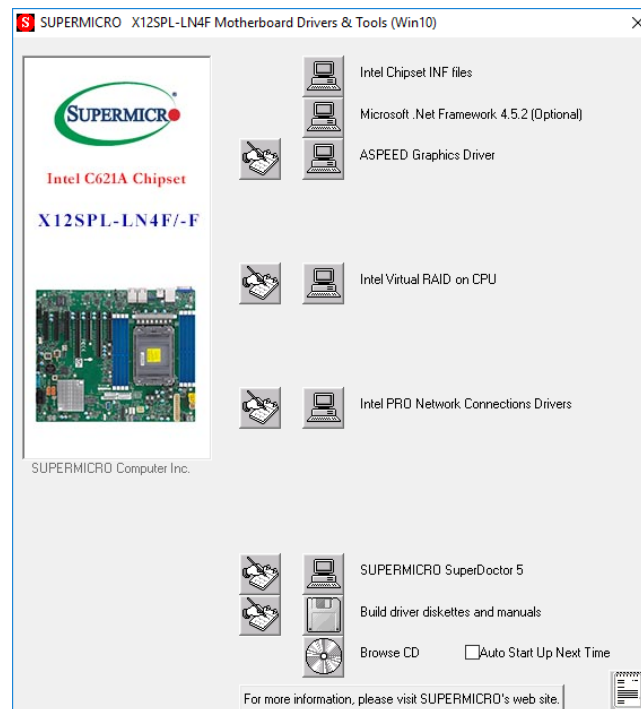 SUPERMICRO X12SPL-LN4F Motherboard Drivers & Tools (Win10)
SUPERMICR
Intel C621A Chipset
X12SPL-LN4F/-F
SUPERMICRO Computer Inc.
Intel Chipset INF files
Microsoft .Net Framework 4.5.2 (Optional)
ASPEED Graphics Driver
Intel Virtual RAID on CPU
Intel PRO Network Connections Drivers
SUPERMICRO SuperDoctor 5
Build driver diskettes and manuals
Browse CD Auto Start Up Next Time
For more information, please visit SUPERMICRO's web site.